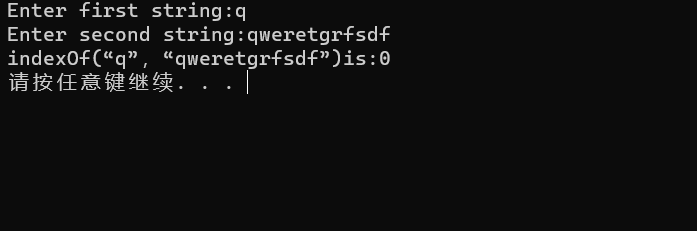 Enter first string:q
Enter second string:qweretgrfsdf
indexOf(“q”, “qweretgrfsdf”)is:0
请按任意键继续. . .